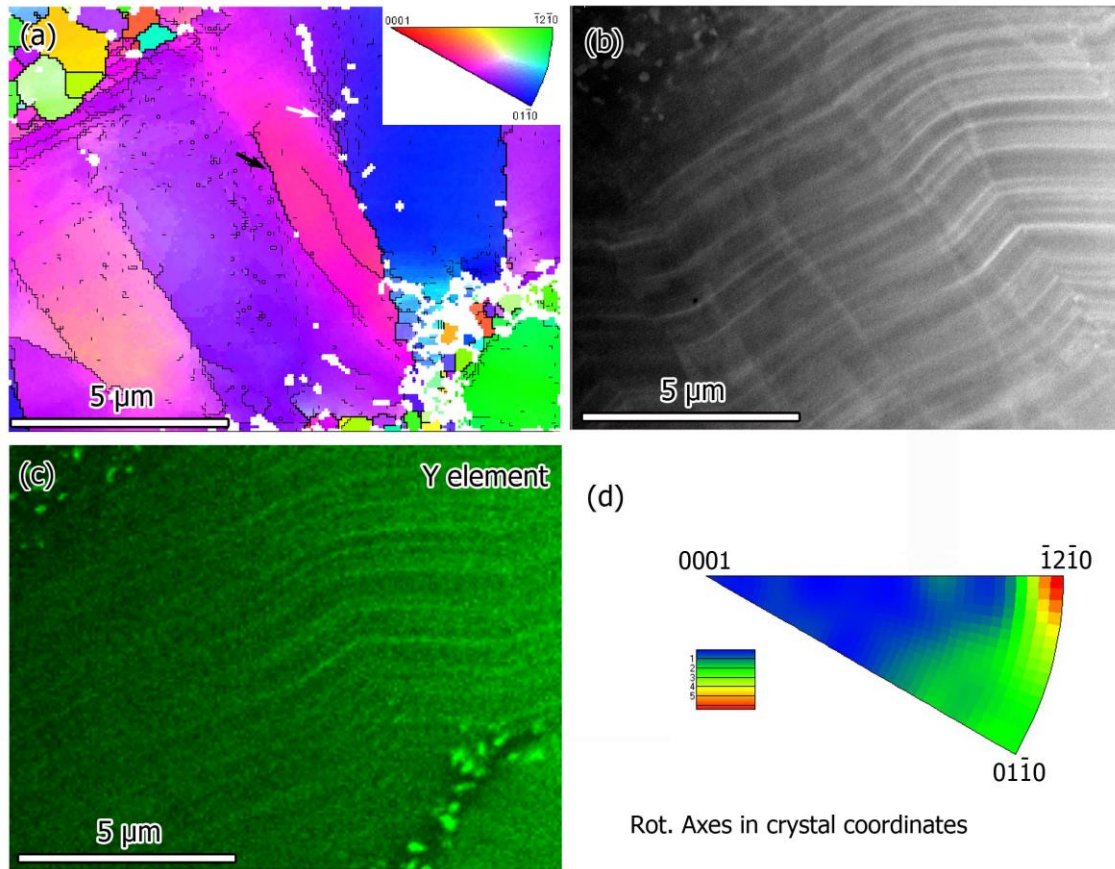 (a)
0001 1̅21̅0
011̅0
5 μm
(b)
5 μm
(c) Y element
5 μm
(d)
0001 1̅21̅0
1
2
3
4
5
011̅0
Rot. Axes in crystal coordinates